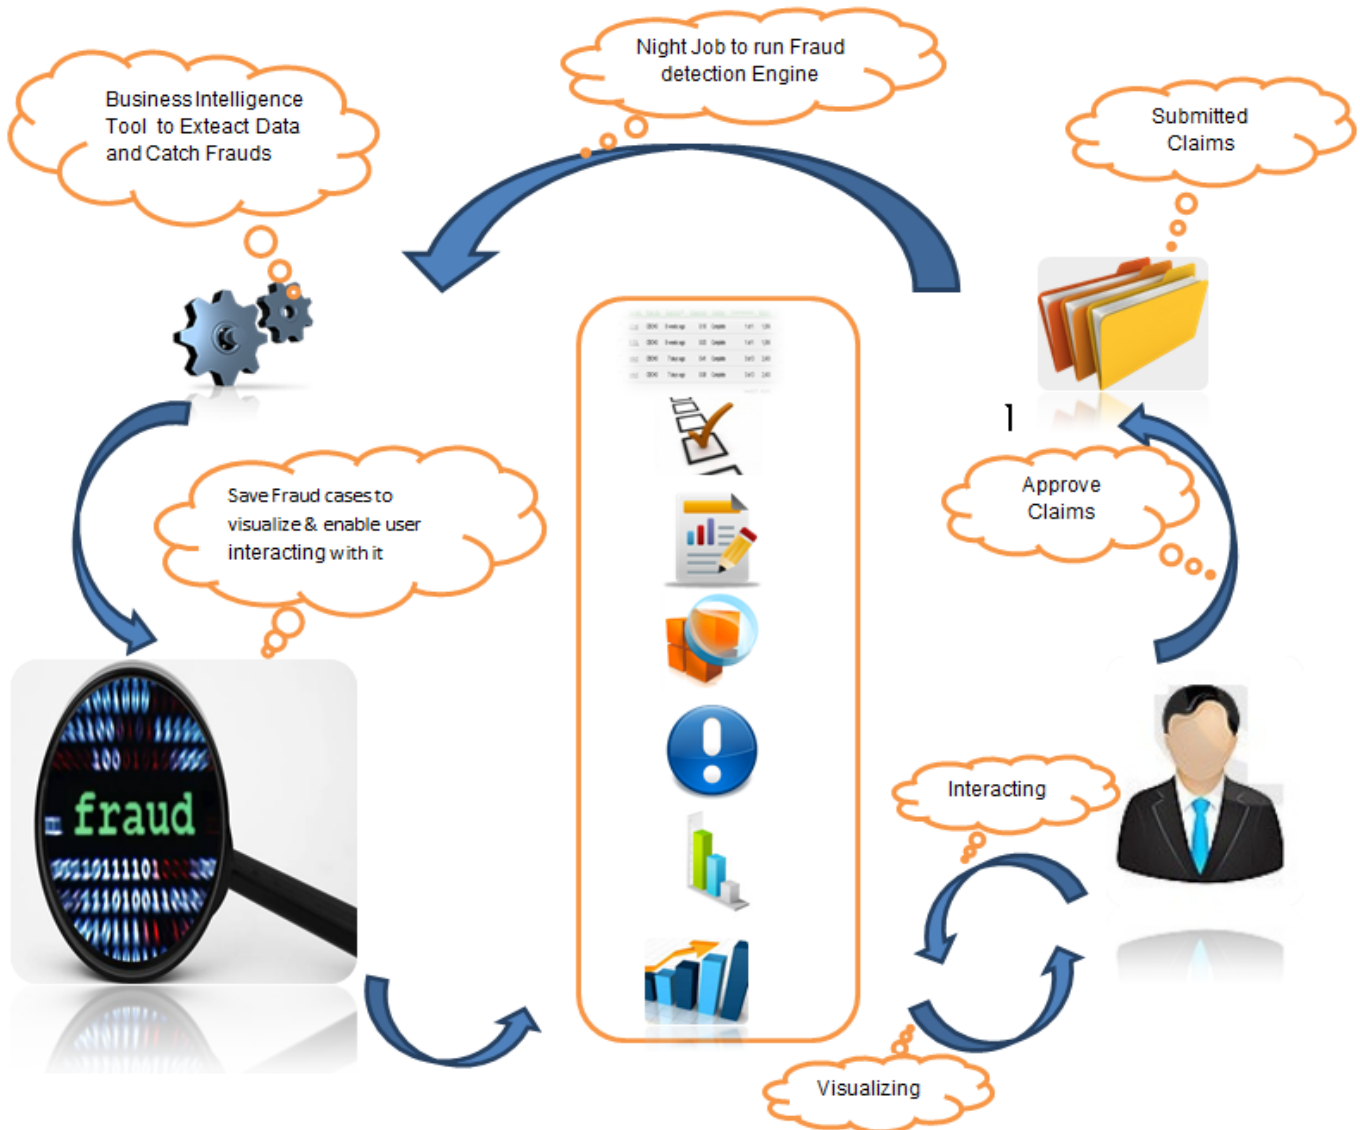 Night Job to run Fraud
detection Engine
Business Intelligence
Tool to Exteact Data
and Catch Frauds
Submitted
Claims
1
Approve
Claims
Save Fraud cases to
visualize & enable user
interacting with it
fraud
Interacting
Visualizing